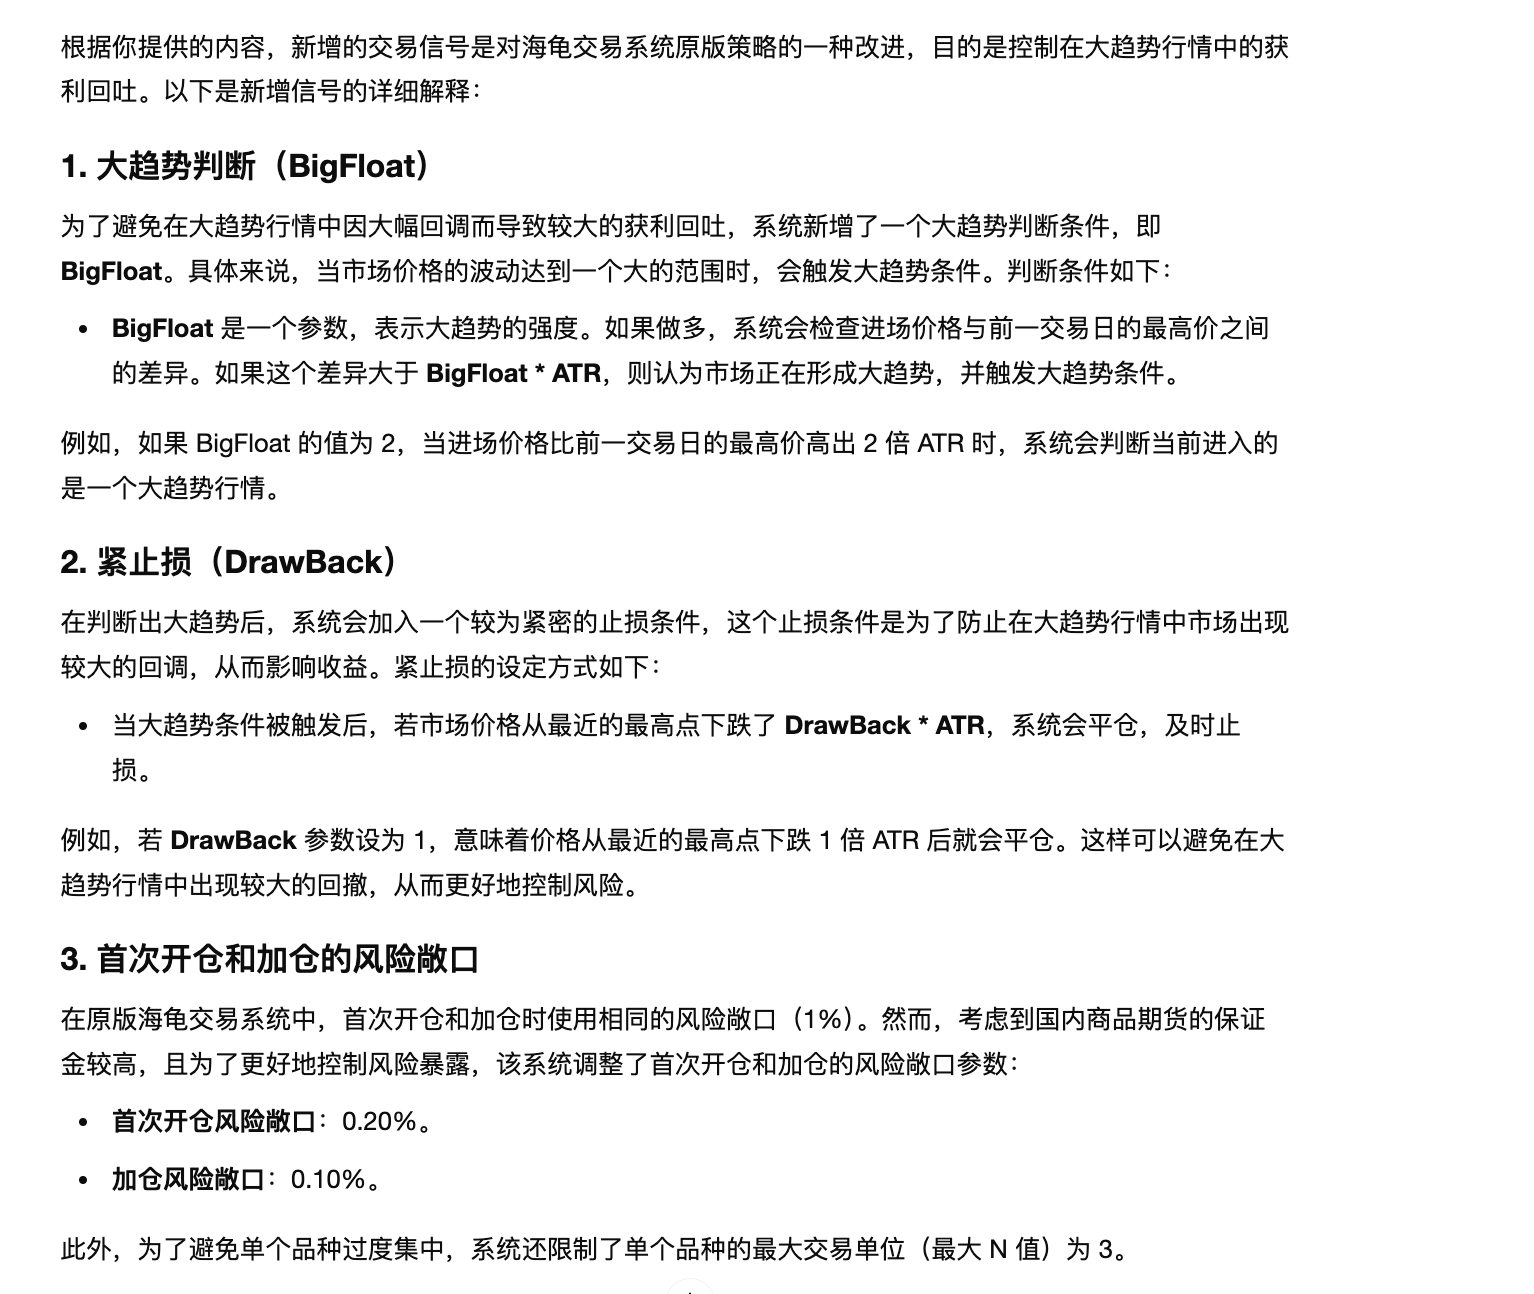 根据你提供的内容，新增的交易信号是对海龟交易系统原版策略的一种改进，目的是控制在大趋势行情中的获
利回吐。以下是新增信号的详细解释：
1. 大趋势判断（BigFloat）
为了避免在大趋势行情中因大幅回调而导致较大的获利回吐，系统新增了一个大趋势判断条件，即
BigFloat。具体来说，当市场价格的波动达到一个大的范围时，会触发大趋势条件。判断条件如下：
• BigFloat 是一个参数，表示大趋势的强度。如果做多，系统会检查进场价格与前一交易日的最高价之间
的差异。如果这个差异大于 BigFloat * ATR，则认为市场正在形成大趋势，并触发大趋势条件。
例如，如果 BigFloat 的值为 2，当进场价格比前一交易日的最高价高出 2 倍 ATR 时，系统会判断当前进入的
是一个大趋势行情。
2. 紧止损（DrawBack）
在判断出大趋势后，系统会加入一个较为紧密的止损条件，这个止损条件是为了防止在大趋势行情中市场出现
较大的回调，从而影响收益。紧止损的设定方式如下：
• 当大趋势条件被触发后，若市场价格从最近的最高点下跌了 DrawBack * ATR，系统会平仓，及时止
损。
例如，若 DrawBack 参数设为 1，意味着价格从最近的最高点下跌 1 倍 ATR 后就会平仓。这样可以避免在大
趋势行情中出现较大的回撤，从而更好地控制风险。
3. 首次开仓和加仓的风险敞口
在原版海龟交易系统中，首次开仓和加仓时使用相同的风险敞口（1%）。然而，考虑到国内商品期货的保证
金较高，且为了更好地控制风险暴露，该系统调整了首次开仓和加仓的风险敞口参数：
• 首次开仓风险敞口：0.20%。
• 加仓风险敞口：0.10%。
此外，为了避免单个品种过度集中，系统还限制了单个品种的最大交易单位（最大 N 值）为 3。